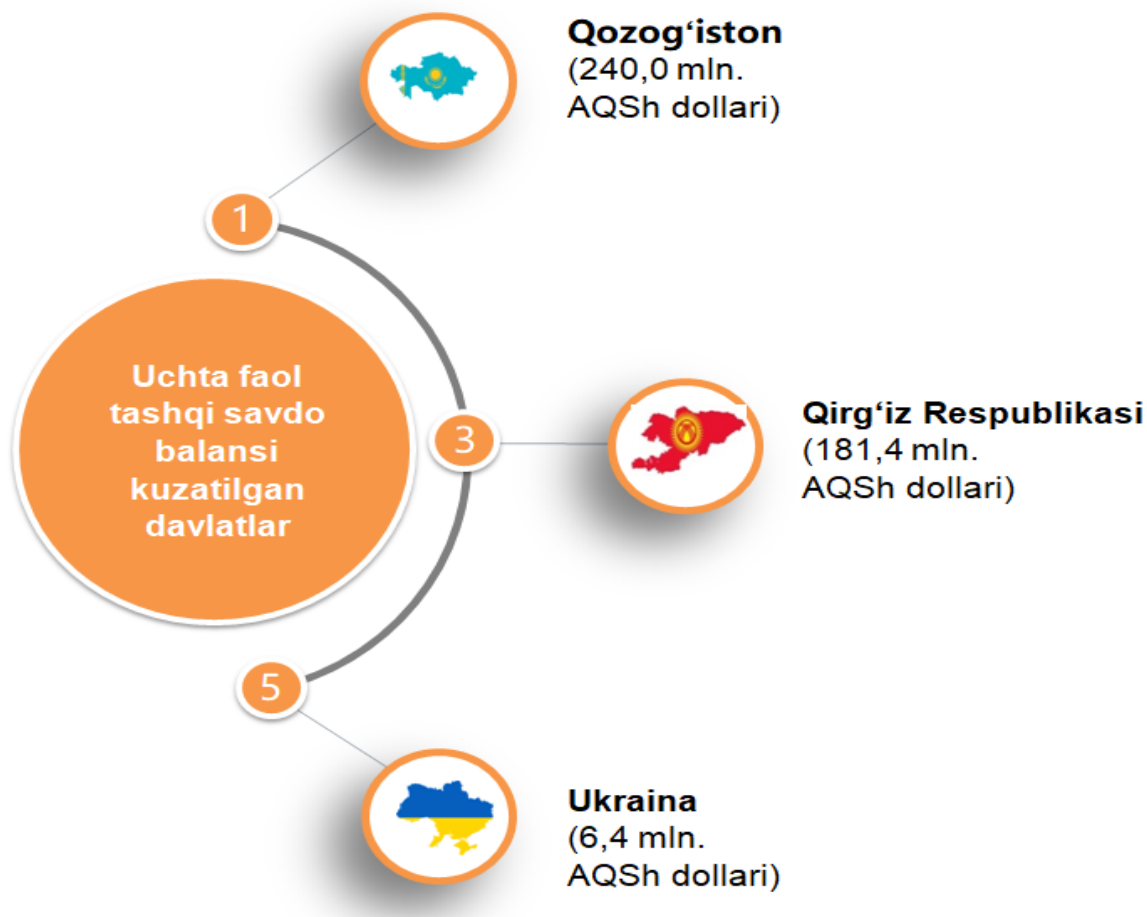 Qozog‘iston
(240,0 mln.
AQSh dollari)
1
Uchta faol
tashqi savdo
balansi
kuzatilgan
davlatlar
3
Qirg‘iz Respublikasi
(181,4 mln.
AQSh dollari)
5
Ukraina
(6,4 mln.
AQSh dollari)